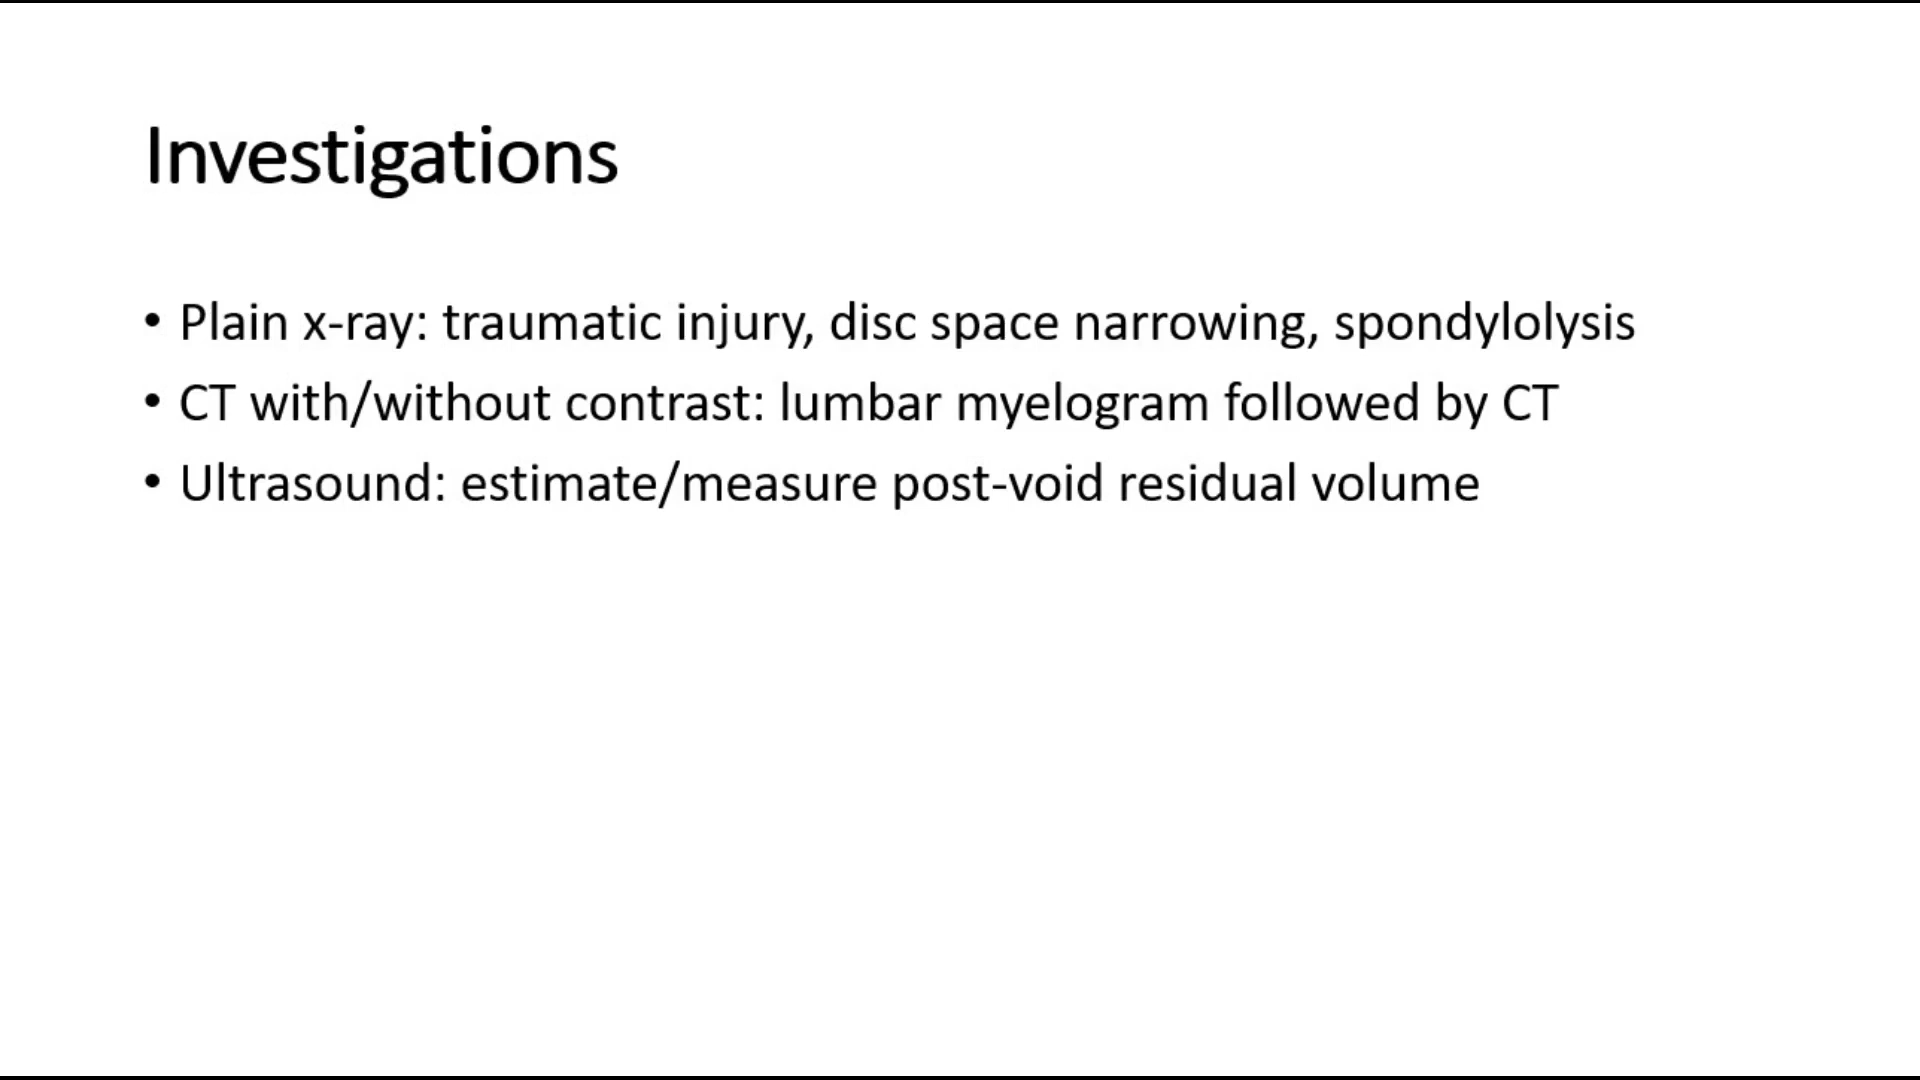 Investigations
• Plain x-ray: traumatic injury, disc space narrowing, spondylolysis
• CT with/without contrast: lumbar myelogram followed by CT
• Ultrasound: estimate/measure post-void residual volume